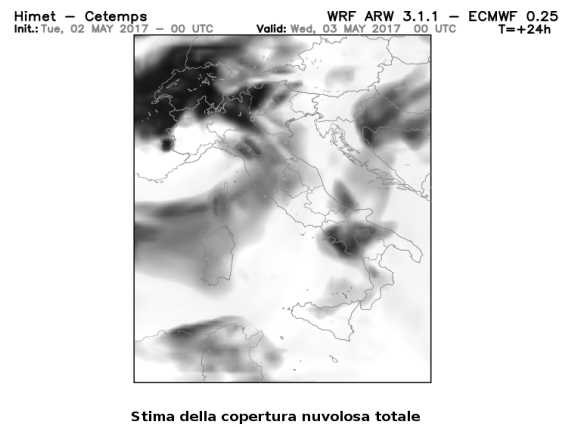 Himet – Cetemps WRF ARW 3.1.1 – ECMWF 0.25
Init.: Tue, 02 MAY 2017 – 00 UTC Valid: Wed, 03 MAY 2017 00 UTC T=+24h
Stima della copertura nuvolosa totale